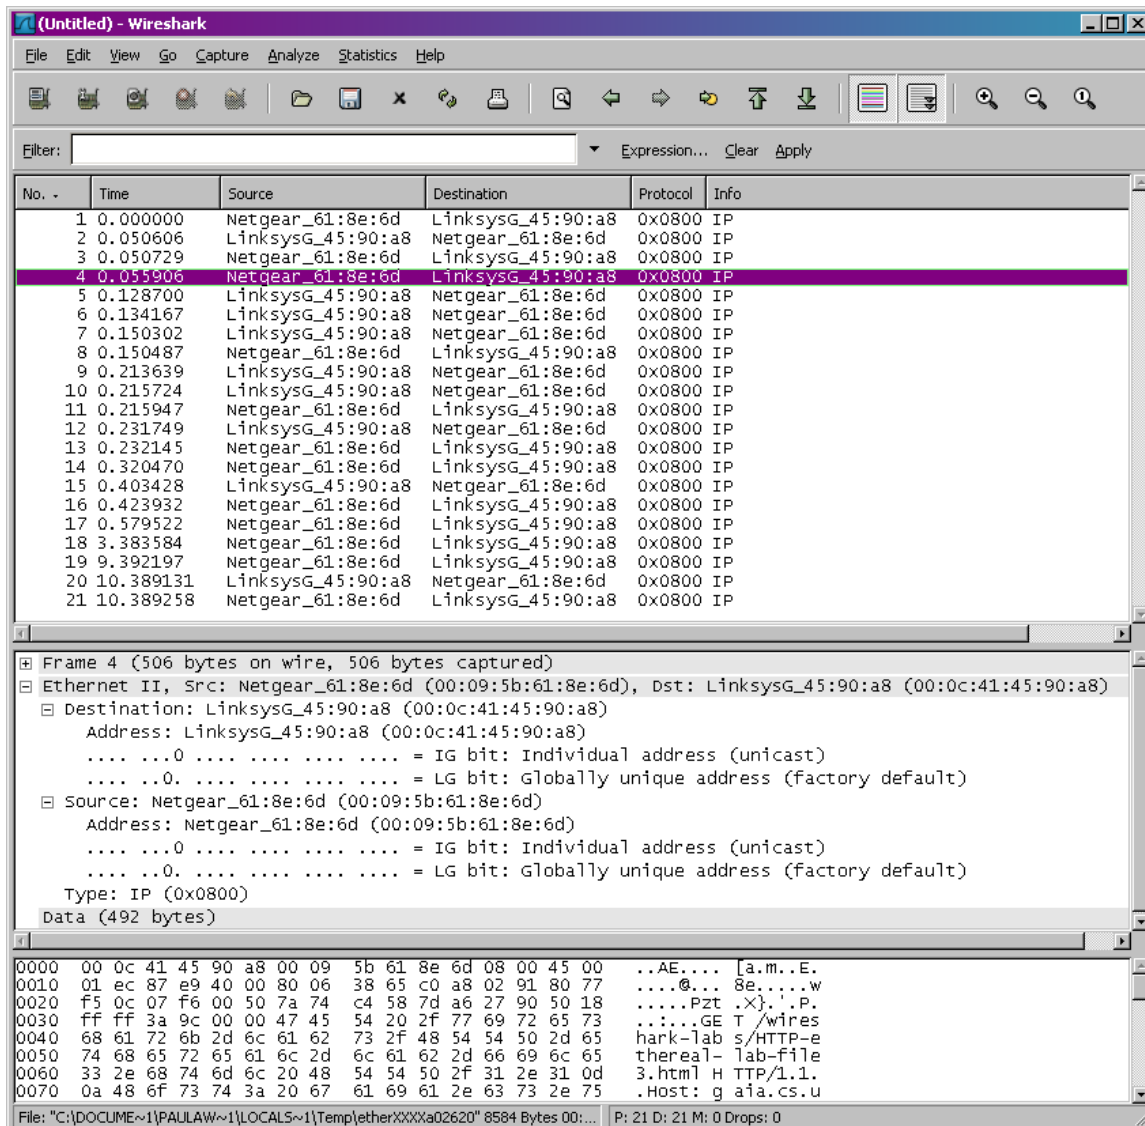 (Untitled) - Wireshark
File Edit View Go Capture Analyze Statistics Help
Filter: Expression... Clear Apply
No. - Time Source Destination Protocol Info
1 0.000000 Netgear_61:8e:6d LinksysG_45:90:a8 0x0800 IP
2 0.050606 LinksysG_45:90:a8 Netgear_61:8e:6d 0x0800 IP
3 0.050729 Netgear_61:8e:6d LinksysG_45:90:a8 0x0800 IP
4 0.055906 Netgear_61:8e:6d LinksysG_45:90:a8 0x0800 IP
5 0.128700 LinksysG_45:90:a8 Netgear_61:8e:6d 0x0800 IP
6 0.134167 LinksysG_45:90:a8 Netgear_61:8e:6d 0x0800 IP
7 0.150302 LinksysG_45:90:a8 Netgear_61:8e:6d 0x0800 IP
8 0.150487 Netgear_61:8e:6d LinksysG_45:90:a8 0x0800 IP
9 0.213639 LinksysG_45:90:a8 Netgear_61:8e:6d 0x0800 IP
10 0.215724 LinksysG_45:90:a8 Netgear_61:8e:6d 0x0800 IP
11 0.215947 Netgear_61:8e:6d LinksysG_45:90:a8 0x0800 IP
12 0.231749 LinksysG_45:90:a8 Netgear_61:8e:6d 0x0800 IP
13 0.232145 Netgear_61:8e:6d LinksysG_45:90:a8 0x0800 IP
14 0.320470 Netgear_61:8e:6d LinksysG_45:90:a8 0x0800 IP
15 0.403428 LinksysG_45:90:a8 Netgear_61:8e:6d 0x0800 IP
16 0.423932 Netgear_61:8e:6d LinksysG_45:90:a8 0x0800 IP
17 0.579522 Netgear_61:8e:6d LinksysG_45:90:a8 0x0800 IP
18 3.383584 Netgear_61:8e:6d LinksysG_45:90:a8 0x0800 IP
19 9.392197 Netgear_61:8e:6d LinksysG_45:90:a8 0x0800 IP
20 10.389131 LinksysG_45:90:a8 Netgear_61:8e:6d 0x0800 IP
21 10.389258 Netgear_61:8e:6d LinksysG_45:90:a8 0x0800 IP
Frame 4 (506 bytes on wire, 506 bytes captured)
Ethernet II, Src: Netgear_61:8e:6d (00:09:5b:61:8e:6d), Dst: LinksysG_45:90:a8 (00:0c:41:45:90:a8)
Destination: LinksysG_45:90:a8 (00:0c:41:45:90:a8)
Address: LinksysG_45:90:a8 (00:0c:41:45:90:a8)
.... ...0 .... .... .... .... = IG bit: Individual address (unicast)
.... ..0. .... .... .... .... = LG bit: Globally unique address (factory default)
Source: Netgear_61:8e:6d (00:09:5b:61:8e:6d)
Address: Netgear_61:8e:6d (00:09:5b:61:8e:6d)
.... ...0 .... .... .... .... = IG bit: Individual address (unicast)
.... ..0. .... .... .... .... = LG bit: Globally unique address (factory default)
Type: IP (0x0800)
Data (492 bytes)
0000 00 0c 41 45 90 a8 00 09 5b 61 8e 6d 08 00 45 00 ..AE.... [a.m..E.
0010 01 ec 87 e9 40 00 80 06 38 65 c0 a8 02 91 80 77 ....@... 8e.....w
0020 f5 0c 07 f6 00 50 7a 74 c4 58 7d a6 27 90 50 18 .....Pzt .X}.'.P.
0030 ff ff 3a 9c 00 00 47 45 54 20 2f 77 69 72 65 73 ..:...GE T /wires
0040 68 61 72 6b 2d 6c 61 62 73 2f 48 54 54 50 2d 65 hark-lab s/HTTP-e
0050 74 68 65 72 65 61 6c 2d 6c 61 62 2d 66 69 6c 65 thereal- lab-file
0060 33 2e 68 74 6d 6c 20 48 54 54 50 2f 31 2e 31 0d 3.html H TTP/1.1.
0070 0a 48 6f 73 74 3a 20 67 61 69 61 2e 63 73 2e 75 .Host: g aia.cs.u
File: "C:\DOCUME~1\PAULAW~1\LOCALS~1\Temp\etherXXXXa02620" 8584 Bytes 00:... P: 21 D: 21 M: 0 Drops: 0